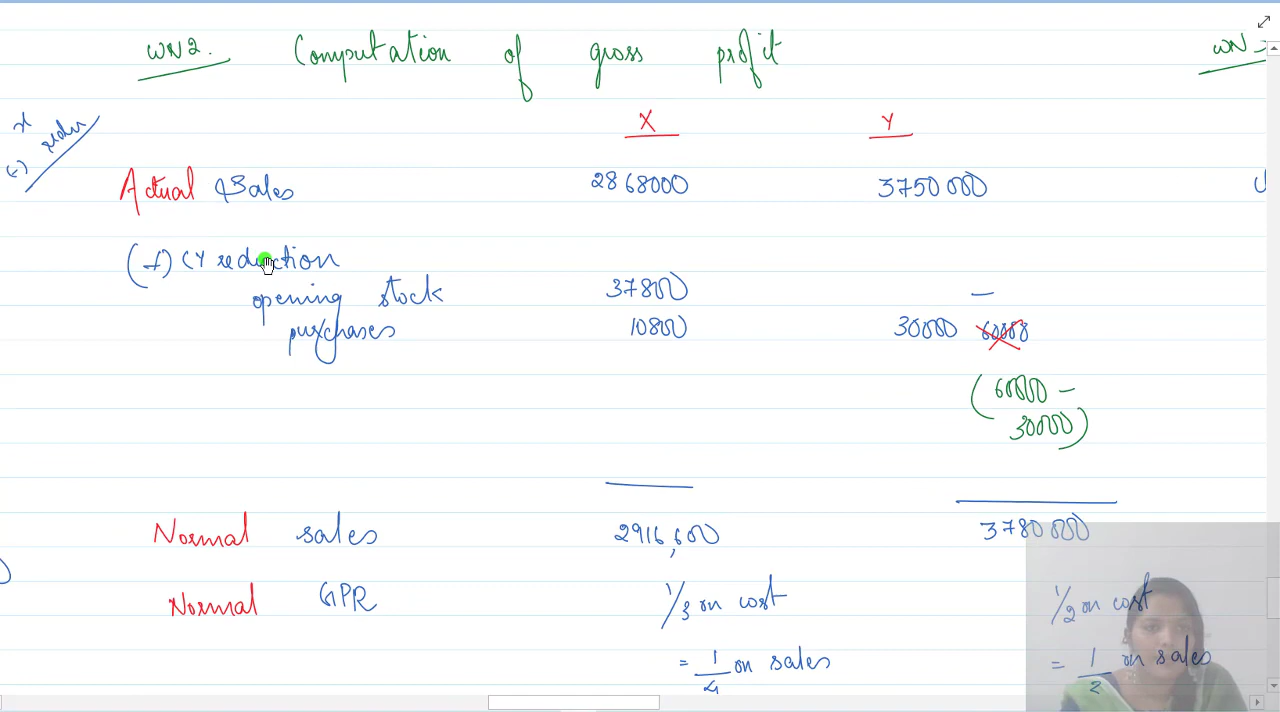 WN2. Computation of gross profit
WN
X Y
Actual Sales 2868000 3750000
(+) CY reduction
opening stock 37800 –
purchases 10800 30000 60000
(60000 –
30000)
Normal sales 2916,600 3780000
Normal GPR 1/3 on cost 1/2 on cost
= 1/4 on sales = 1/2 on sales